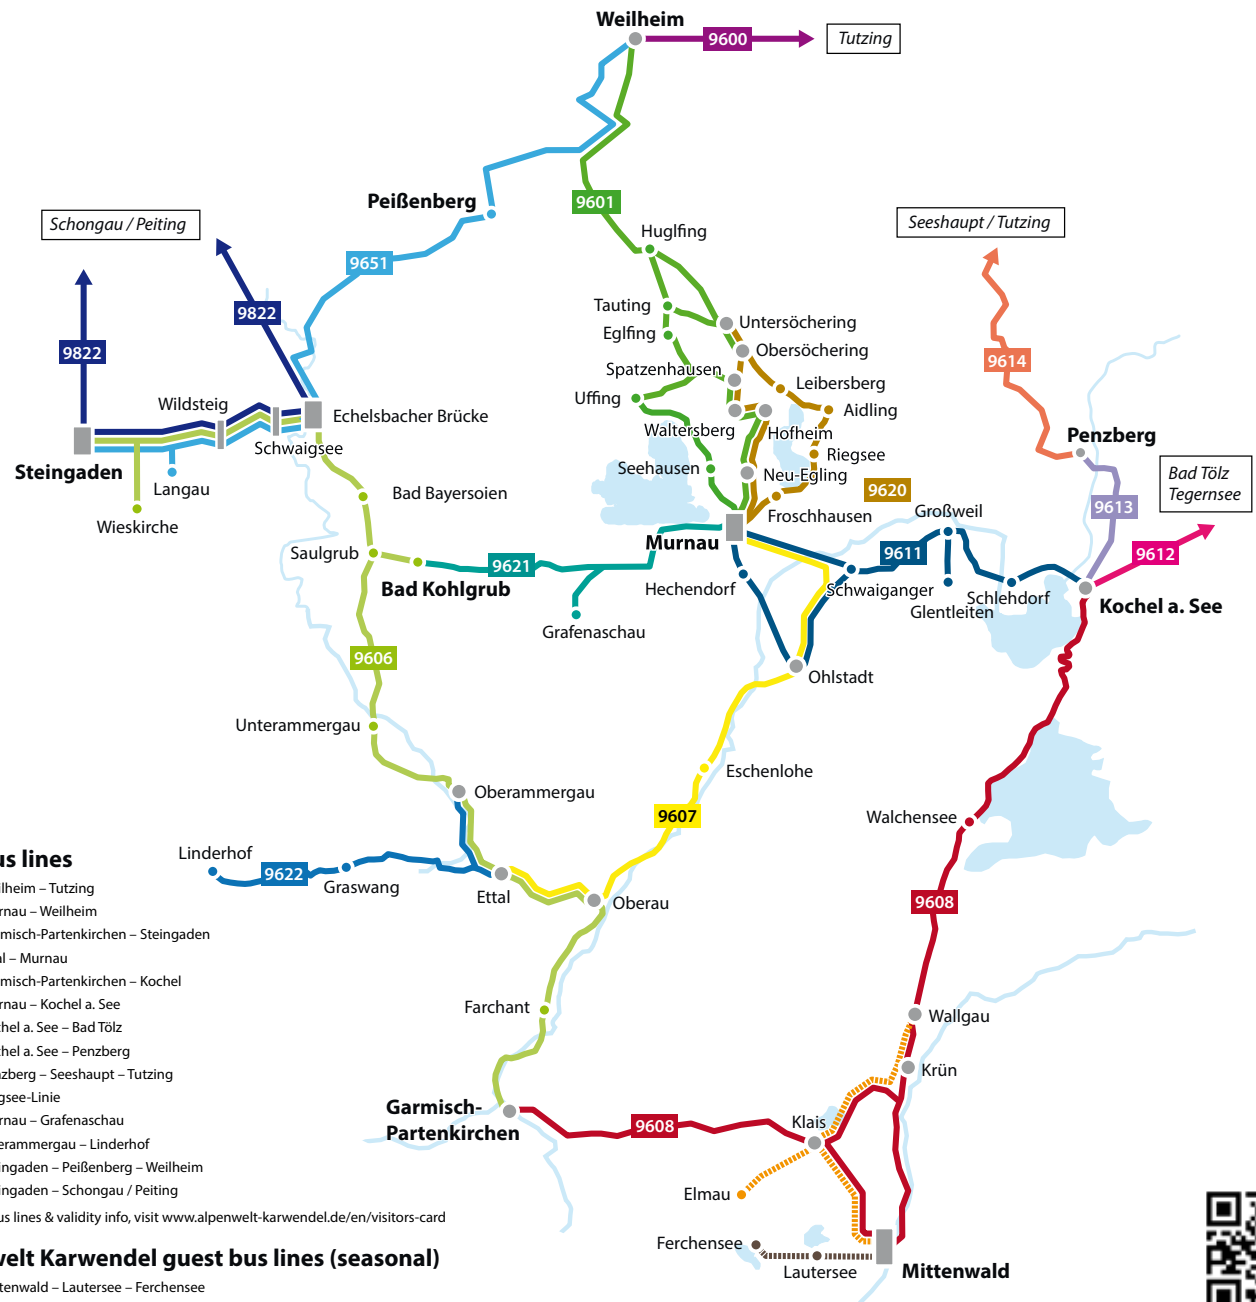 Weilheim
9600
Tutzing
Peißenberg
9601
Schongau / Peiting
Seeshaupt / Tutzing
Huglfing
9651
Tauting
9822
Untersöchering
Eglfing
9822
Obersöchering
9614
Spatzenhausen
Leibersberg
Uffing
Wildsteig
Echelsbacher Brücke
Aidling
Waltersberg
Hofheim
Penzberg
Schwaigsee
Steingaden
Riegsee
Seehausen
Neu-Egling
Bad Tölz
Tegernsee
Langau
Bad Bayersoien
9620
9613
Wieskirche
Froschhausen
Großweil
Saulgrub
Murnau
9611
9612
9621
Bad Kohlgrub
Hechendorf
Schwaiganger
Schlehdorf
Kochel a. See
Glentleiten
Grafenaschau
9606
Ohlstadt
Unterammergau
Eschenlohe
Oberammergau
9607
Walchensee
Linderhof
9622
Graswang
Ettal
Oberau
9608
Farchant
Wallgau
Krün
Garmisch-
Partenkirchen
9608
Klais
Elmau
Ferchensee
Lautersee
Mittenwald
us lines
ilheim – Tutzing
rnau – Weilheim
misch-Partenkirchen – Steingaden
al – Murnau
misch-Partenkirchen – Kochel
rnau – Kochel a. See
chel a. See – Bad Tölz
chel a. See – Penzberg
nzberg – Seeshaupt – Tutzing
gsee-Linie
rnau – Grafenaschau
erammergau – Linderhof
ingaden – Peißenberg – Weilheim
ingaden – Schongau / Peiting
us lines & validity info, visit www.alpenwelt-karwendel.de/en/visitors-card
welt Karwendel guest bus lines (seasonal)
tenwald – Lautersee – Ferchensee